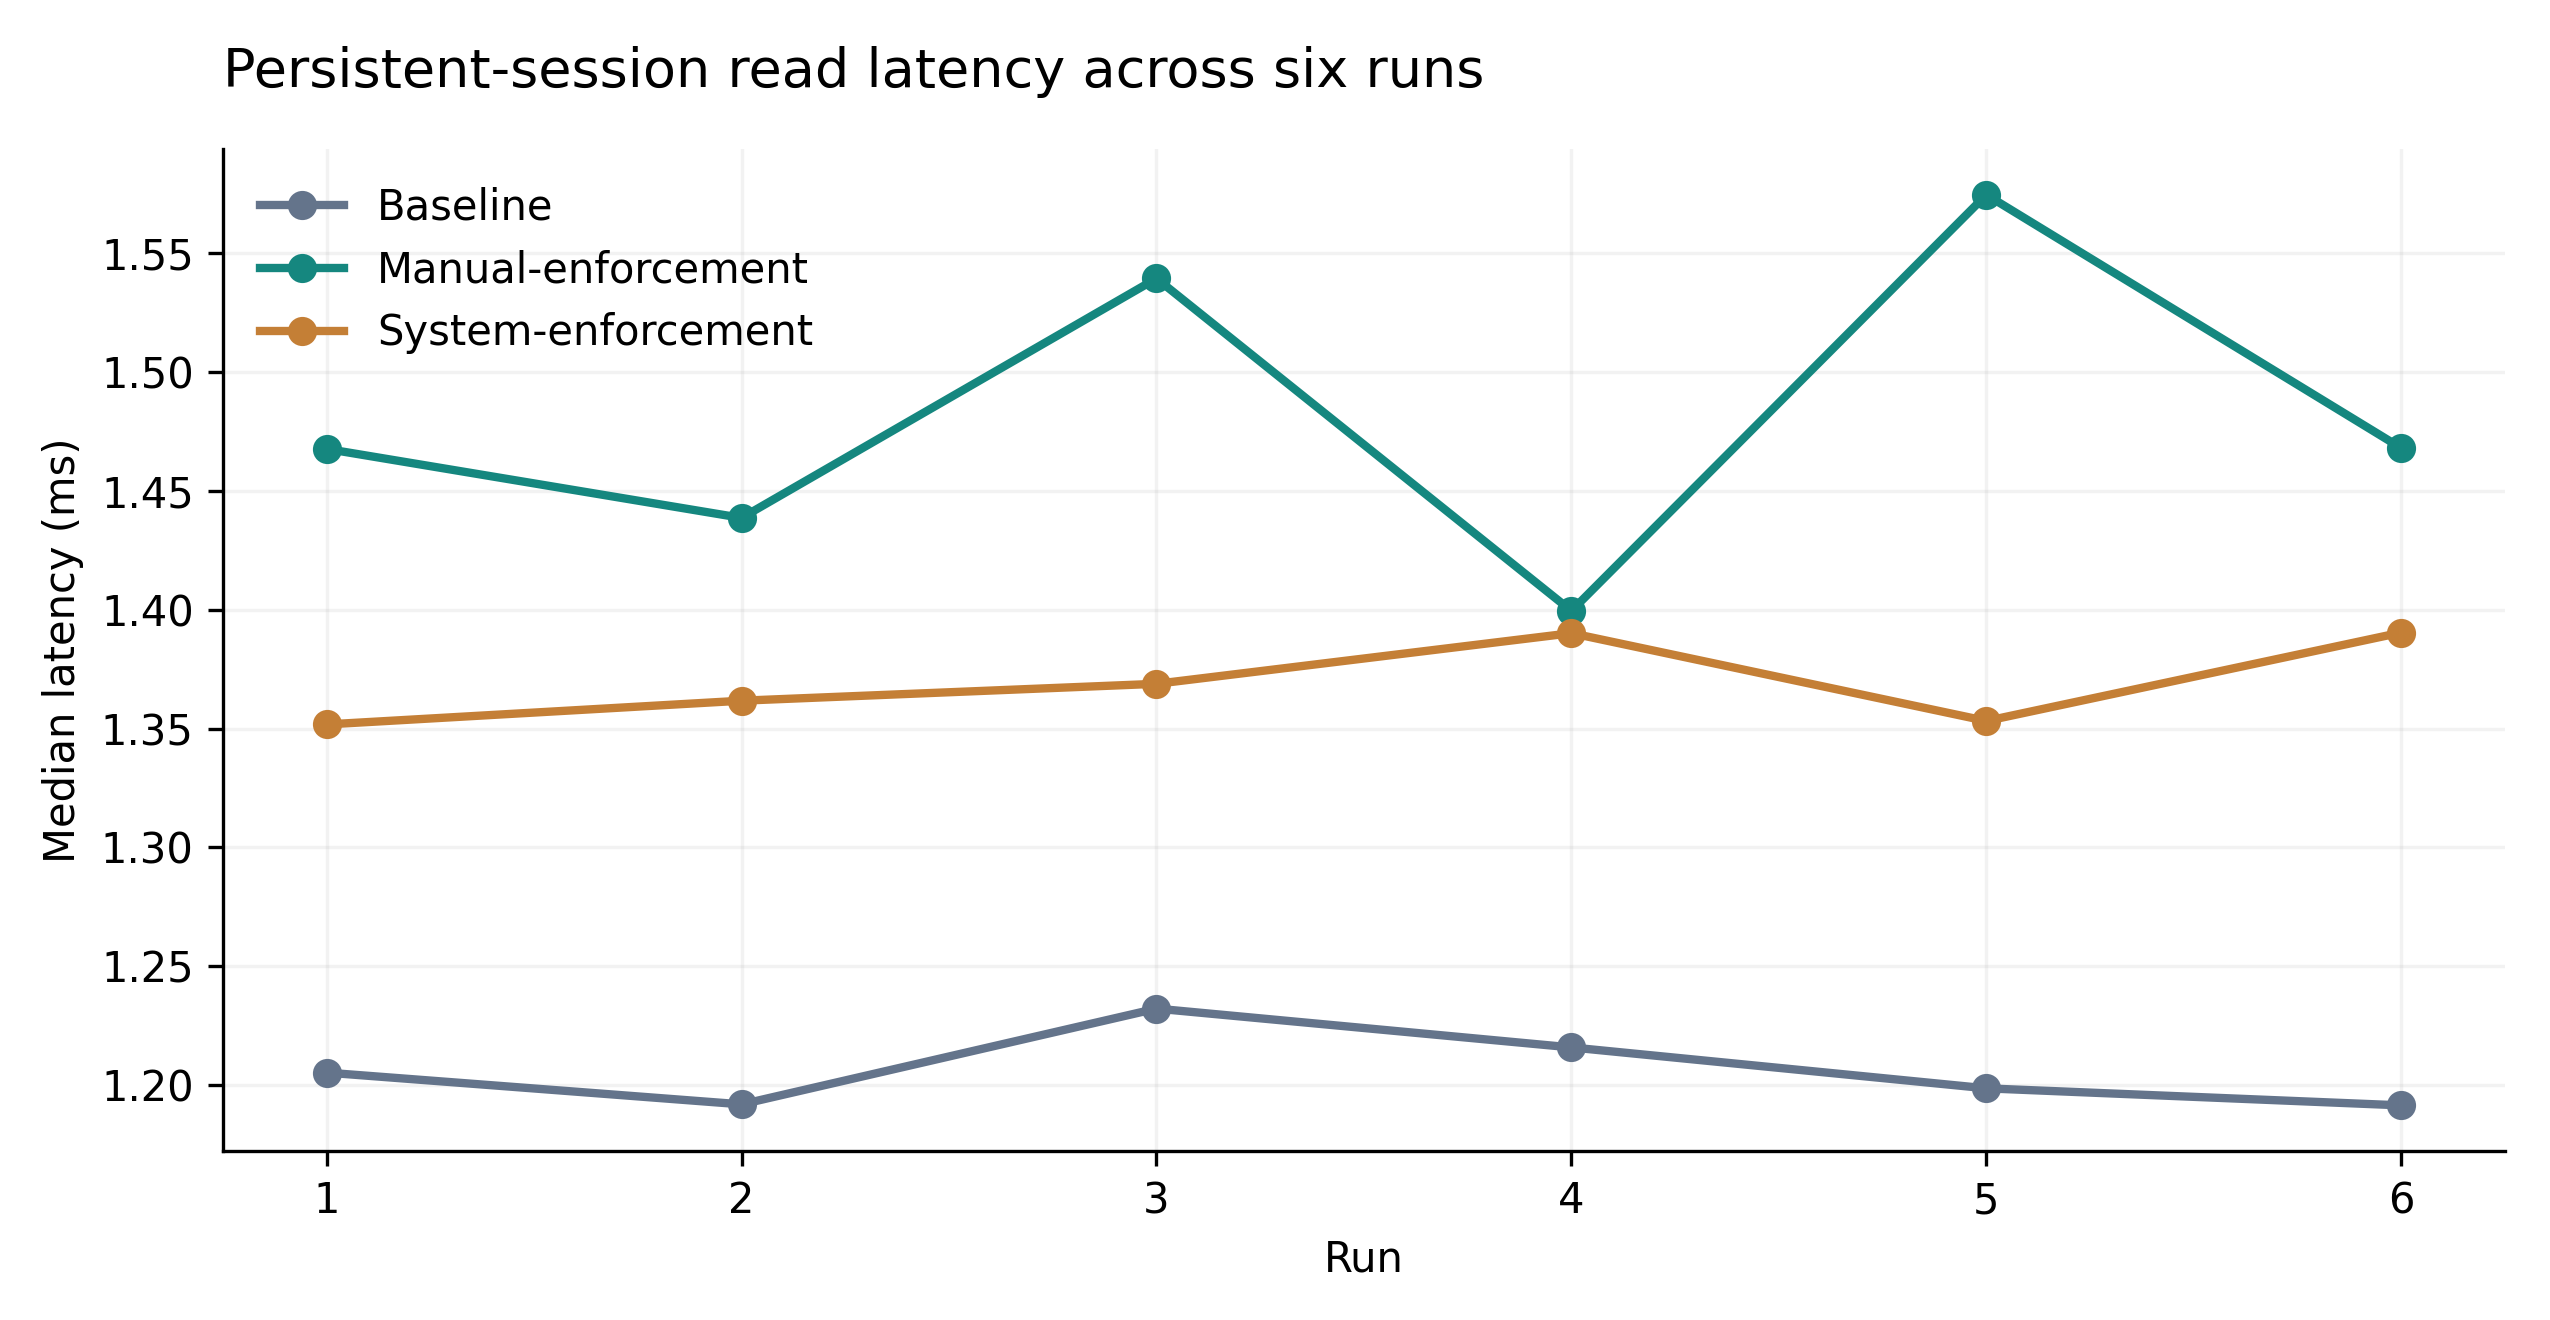 Persistent-session read latency across six runs
Baseline
Manual-enforcement
System-enforcement
Median latency (ms)
1.55
1.50
1.45
1.40
1.35
1.30
1.25
1.20
1 2 3 4 5 6
Run